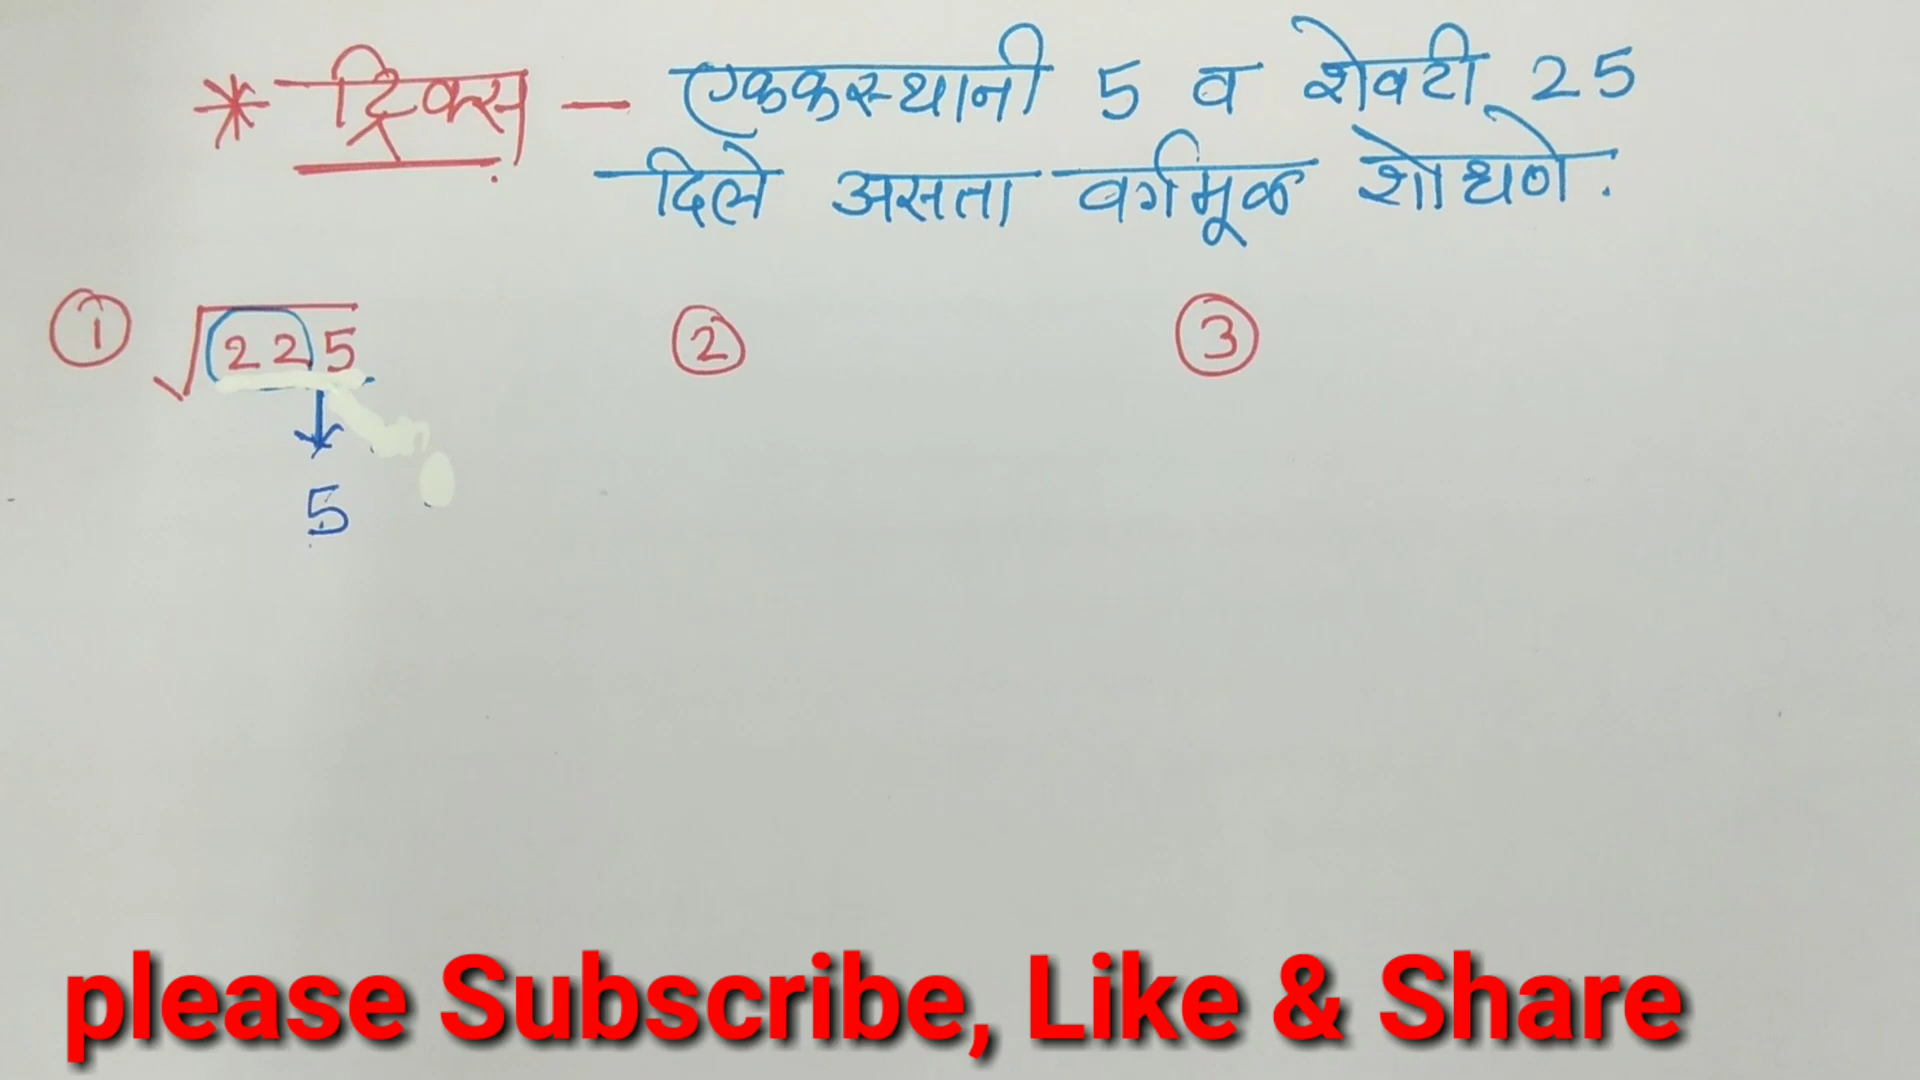 * ट्रिक्स — एककस्थानी 5 व शेवटी 25
दिले असता वर्गमूळ शोधणे.
① √225 ② ③
↓
5
please Subscribe, Like & Share